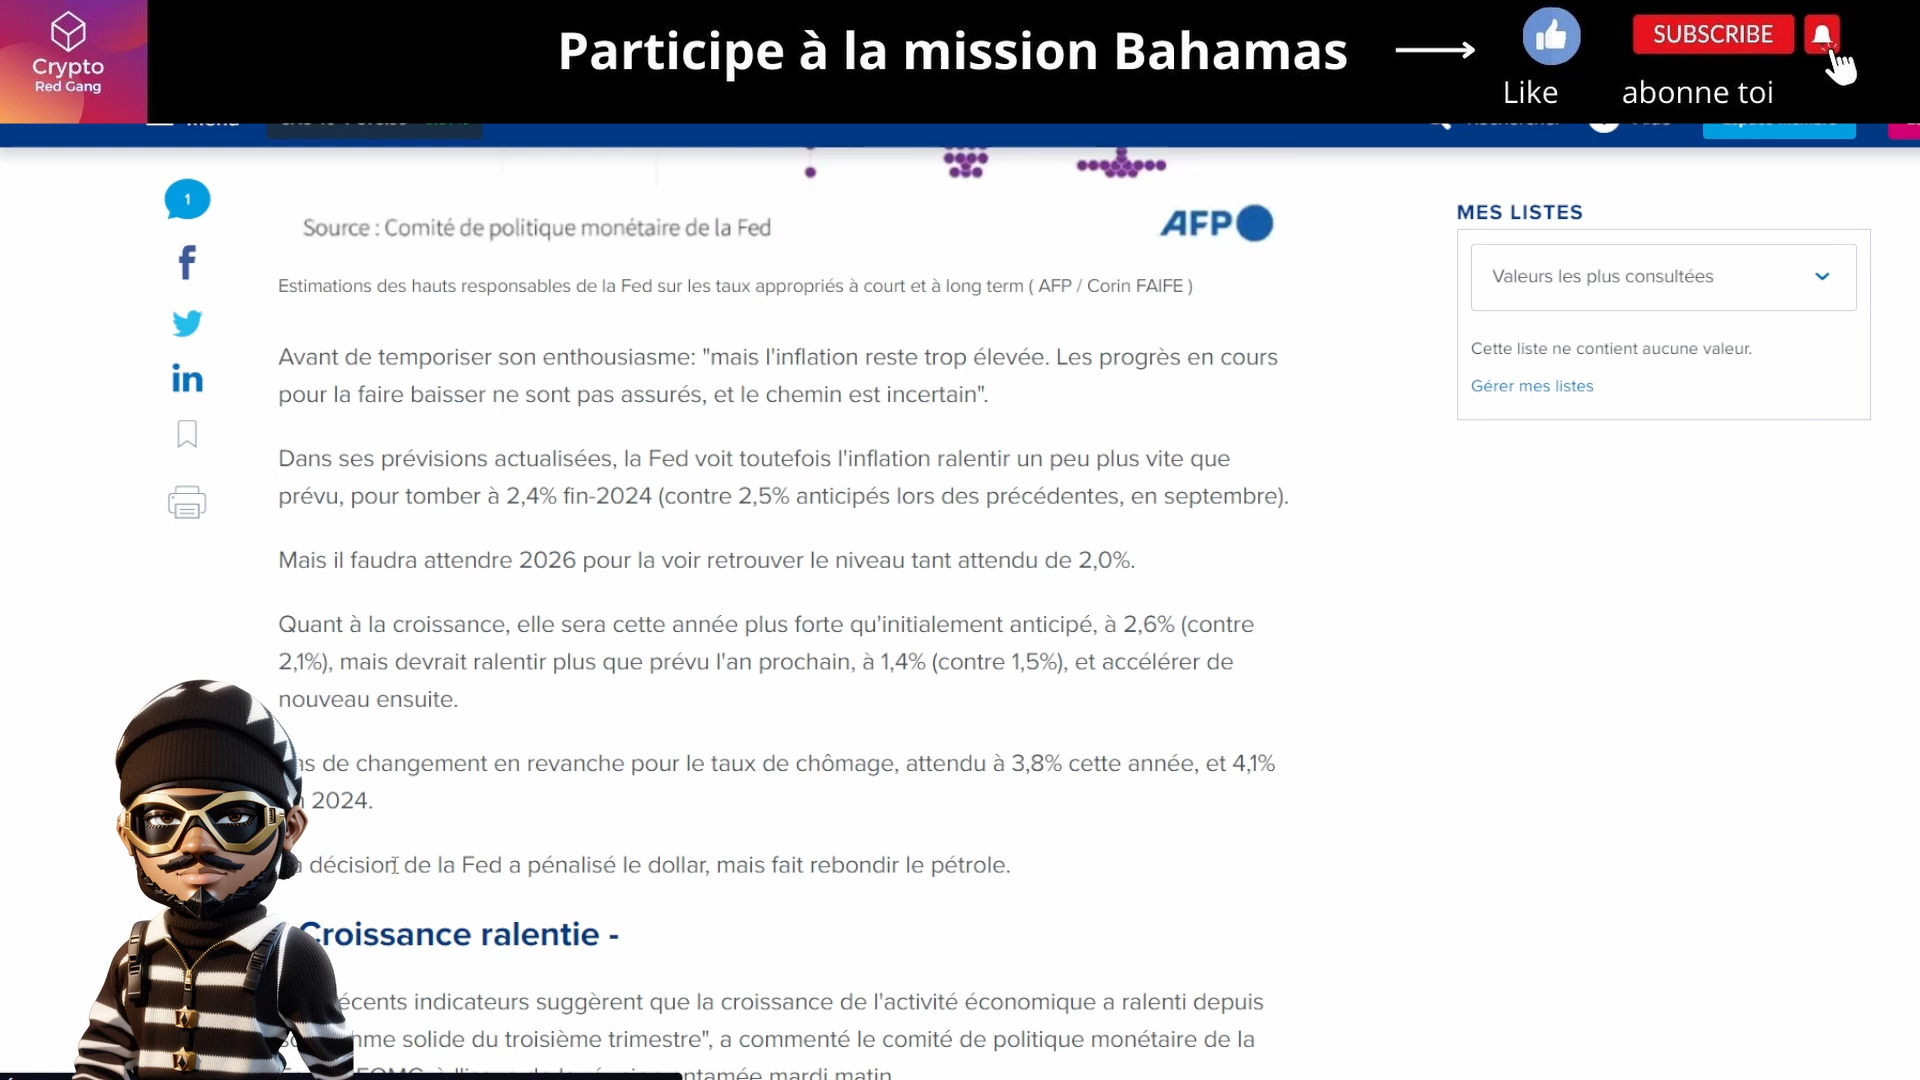 Crypto
Red Gang
Participe à la mission Bahamas
SUBSCRIBE
Like
abonne toi
1
Source : Comité de politique monétaire de la Fed
AFP
Estimations des hauts responsables de la Fed sur les taux appropriés à court et à long term ( AFP / Corin FAIFE )
Avant de temporiser son enthousiasme: "mais l'inflation reste trop élevée. Les progrès en cours
pour la faire baisser ne sont pas assurés, et le chemin est incertain".
Dans ses prévisions actualisées, la Fed voit toutefois l'inflation ralentir un peu plus vite que
prévu, pour tomber à 2,4% fin-2024 (contre 2,5% anticipés lors des précédentes, en septembre).
Mais il faudra attendre 2026 pour la voir retrouver le niveau tant attendu de 2,0%.
Quant à la croissance, elle sera cette année plus forte qu'initialement anticipé, à 2,6% (contre
2,1%), mais devrait ralentir plus que prévu l'an prochain, à 1,4% (contre 1,5%), et accélérer de
nouveau ensuite.
de changement en revanche pour le taux de chômage, attendu à 3,8% cette année, et 4,1%
2024.
décision de la Fed a pénalisé le dollar, mais fait rebondir le pétrole.
Croissance ralentie -
indicateurs suggèrent que la croissance de l'activité économique a ralenti depuis
solide du troisième trimestre", a commenté le comité de politique monétaire de la
mardi matin
MES LISTES
Valeurs les plus consultées
Cette liste ne contient aucune valeur.
Gérer mes listes